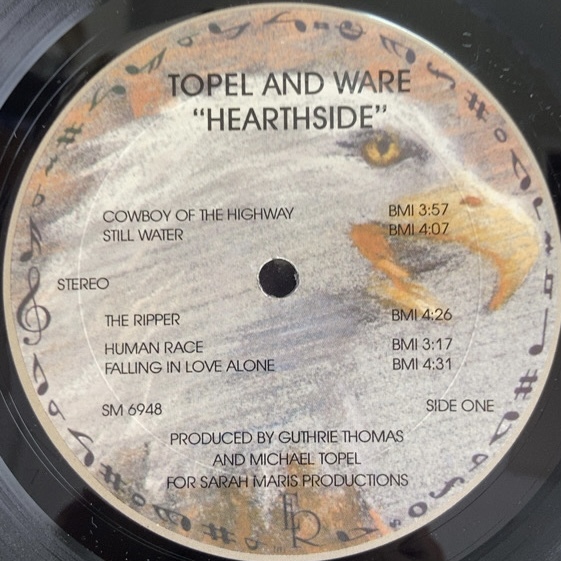 TOPEL AND WARE
"HEARTHSIDE"
COWBOY OF THE HIGHWAY BMI 3:57
STILL WATER BMI 4:07
STEREO
THE RIPPER BMI 4:26
HUMAN RACE BMI 3:17
FALLING IN LOVE ALONE BMI 4:31
SM 6948 SIDE ONE
PRODUCED BY GUTHRIE THOMAS
AND MICHAEL TOPEL
FOR SARAH MARIS PRODUCTIONS